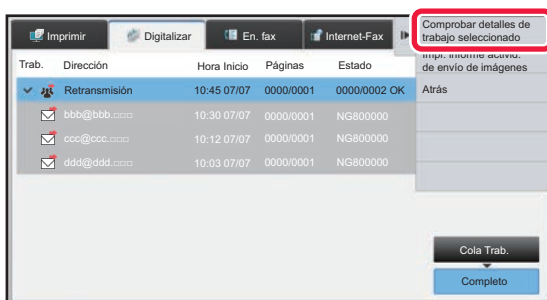 Imprimir Digitalizar En. fax Internet-Fax
Comprobar detalles de
trabajo seleccionado
Impr. informe activid.
de envío de imágenes
Atrás
Trab. Dirección Hora Inicio Páginas Estado
Retransmisión 10:45 07/07 0000/0001 0000/0002 OK
bbb@bbb.□□□ 10:30 07/07 0000/0001 NG800000
ccc@ccc.□□□ 10:12 07/07 0000/0001 NG800000
ddd@ddd.□□□ 10:03 07/07 0000/0001 NG800000
Cola Trab.
Completo